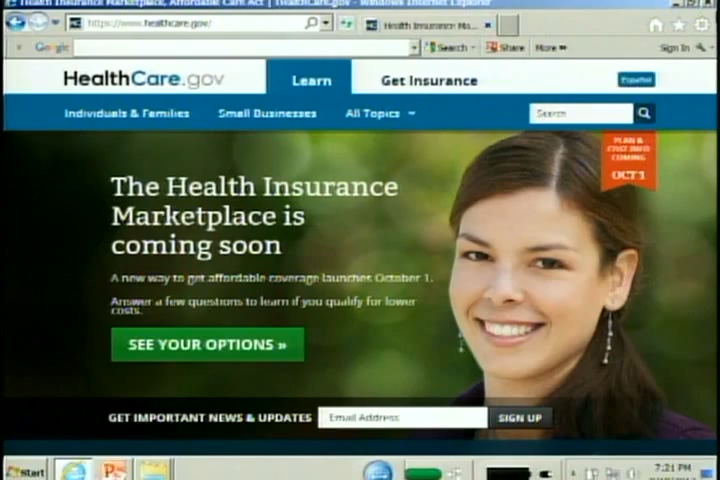 Health Insurance Marketplace, Affordable Care Act | HealthCare.gov - Windows Internet Explorer
https://www.healthcare.gov/
Health Insurance Ma...
x Google
Search
Share
More »
Sign In
HealthCare.gov
Learn
Get Insurance
Español
Individuals & Families
Small Businesses
All Topics
Search
PLAN &
COST INFO
COMING
OCT 1
The Health Insurance
Marketplace is
coming soon
A new way to get affordable coverage launches October 1.
Answer a few questions to learn if you qualify for lower
costs.
SEE YOUR OPTIONS »
GET IMPORTANT NEWS & UPDATES
Email Address
SIGN UP
Start
7:21 PM